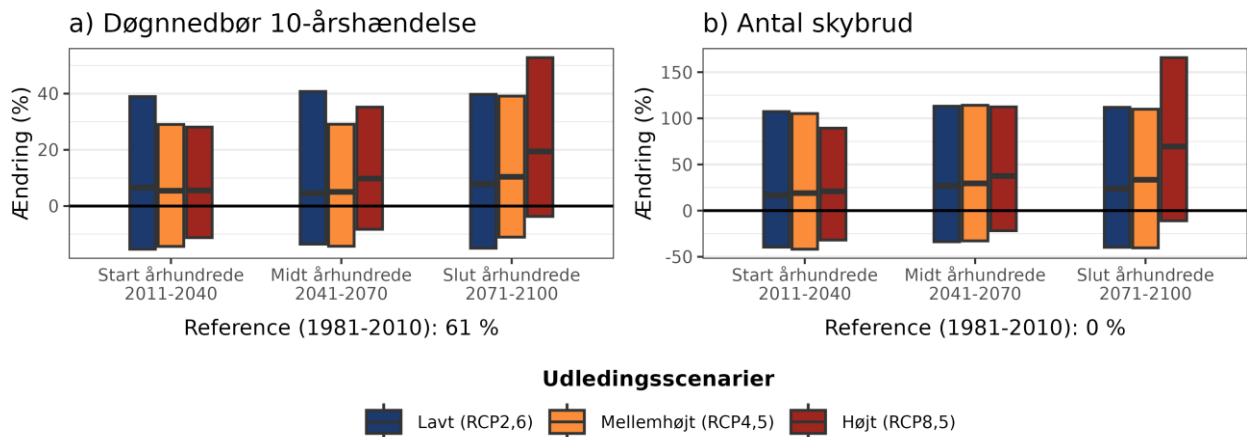 a) Døgnnedbør 10-årshændelse
Ændring (%)
40
20
0
Start århundrede
2011-2040
Midt århundrede
2041-2070
Slut århundrede
2071-2100
Reference (1981-2010): 61 %
b) Antal skybrud
Ændring (%)
150
100
50
0
-50
Start århundrede
2011-2040
Midt århundrede
2041-2070
Slut århundrede
2071-2100
Reference (1981-2010): 0 %
Udledingsscenarier
Lavt (RCP2,6)
Mellemhøjt (RCP4,5)
Højt (RCP8,5)